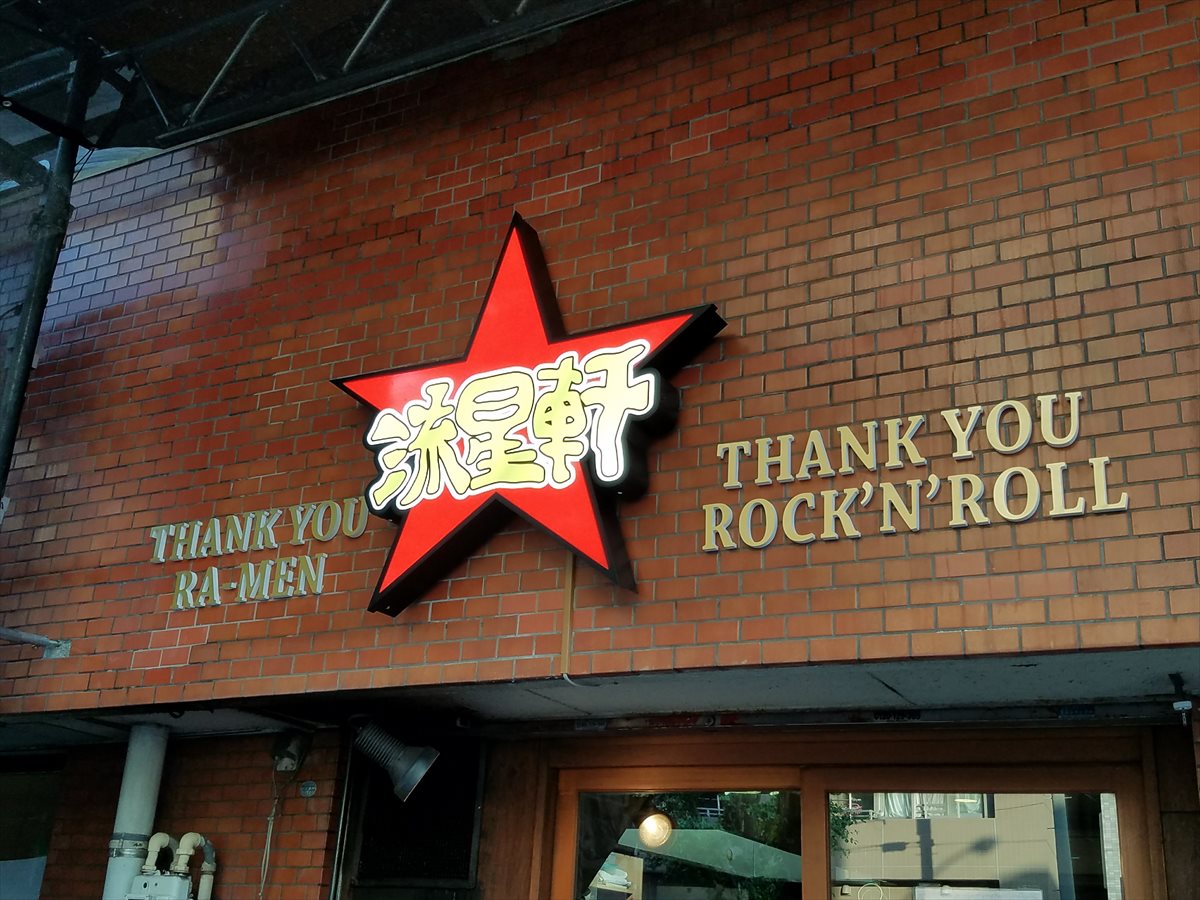 流星軒
THANK YOU
RA-MEN
THANK YOU
ROCK'N'ROLL